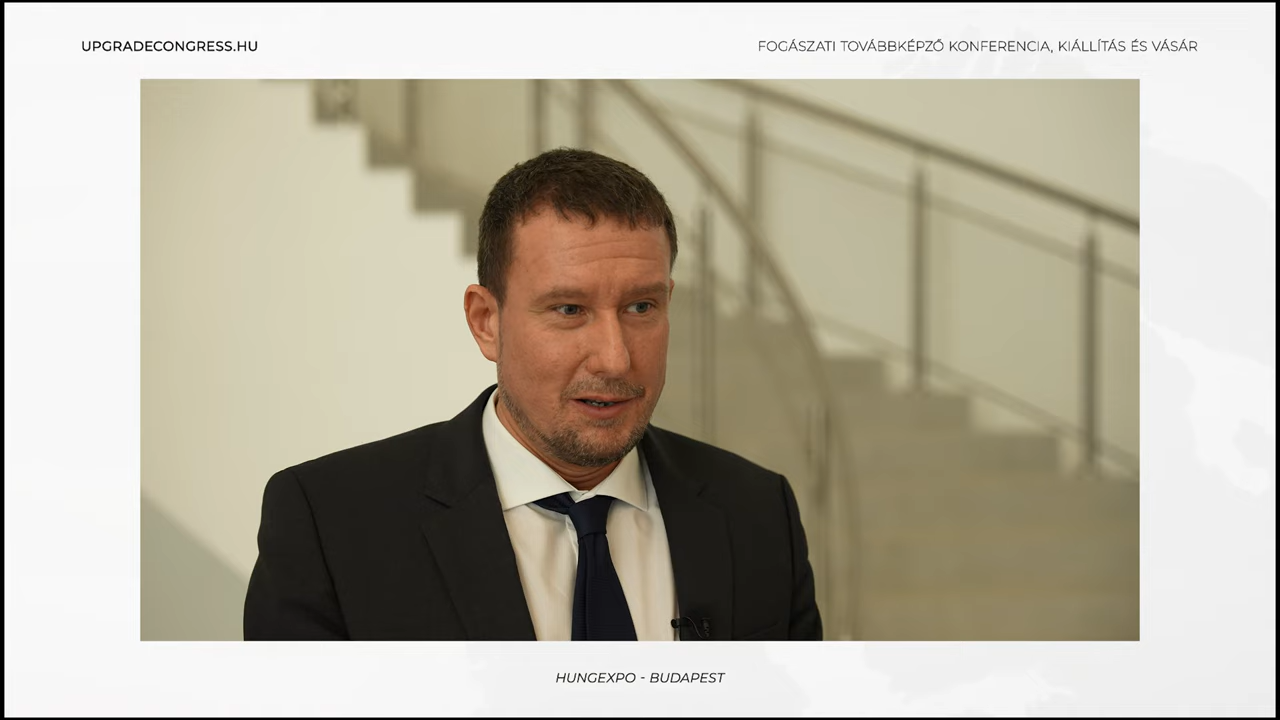 UPGRADECONGRESS.HU
FOGÁSZATI TOVÁBBKÉPZŐ KONFERENCIA, KIÁLLÍTÁS ÉS VÁSÁR
HUNGEXPO - BUDAPEST